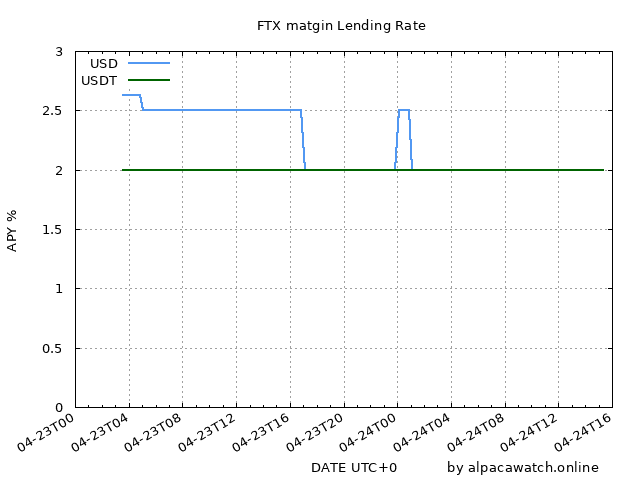 FTX matgin Lending Rate
USD
USDT
3
2.5
2
1.5
1
0.5
0
APY %
04-23T00
04-23T04
04-23T08
04-23T12
04-23T16
04-23T20
04-24T00
04-24T04
04-24T08
04-24T12
04-24T16
DATE UTC+0
by alpacawatch.online